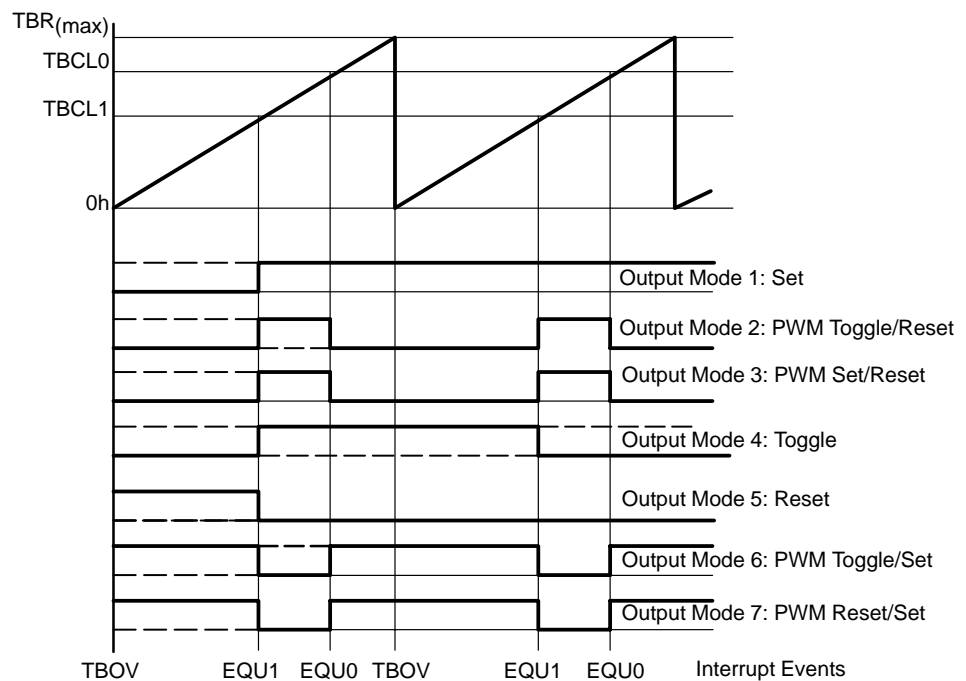 TBR(max)
TBCL0
TBCL1
0h
Output Mode 1: Set
Output Mode 2: PWM Toggle/Reset
Output Mode 3: PWM Set/Reset
Output Mode 4: Toggle
Output Mode 5: Reset
Output Mode 6: PWM Toggle/Set
Output Mode 7: PWM Reset/Set
TBOV EQU1 EQU0 TBOV EQU1 EQU0 Interrupt Events